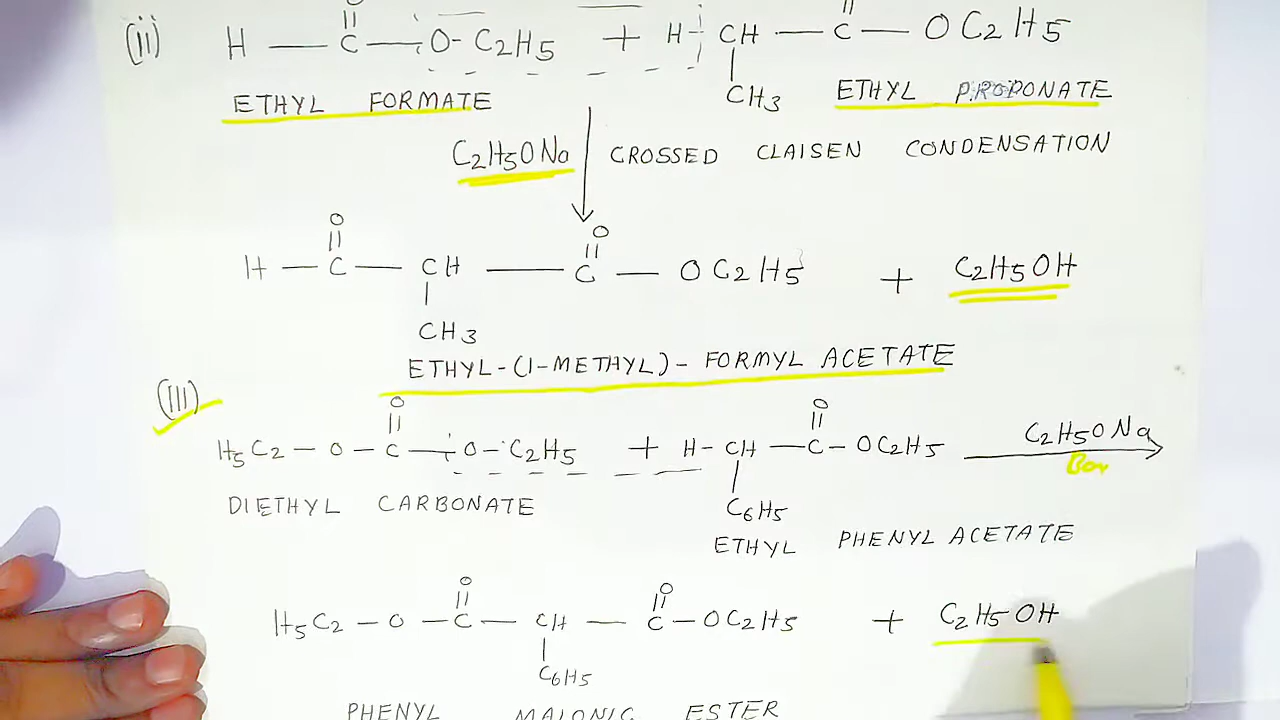 O O
(ii) H — C — O - C2H5 + H - CH — C — OC2H5
CH3
ETHYL FORMATE ETHYL PROPONATE
C2H5ONa CROSSED CLAISEN CONDENSATION
O O
H — C — CH — C — OC2H5 + C2H5OH
CH3
ETHYL-(1-METHYL)- FORMYL ACETATE
(III)
O O
H5C2 - O - C — O - C2H5 + H - CH — C - OC2H5 C2H5ONa
C6H5
DIETHYL CARBONATE
ETHYL PHENYL ACETATE
O O
H5C2 - O - C - CH - C - OC2H5 + C2H5OH
C6H5
PHENYL MALONIC ESTER